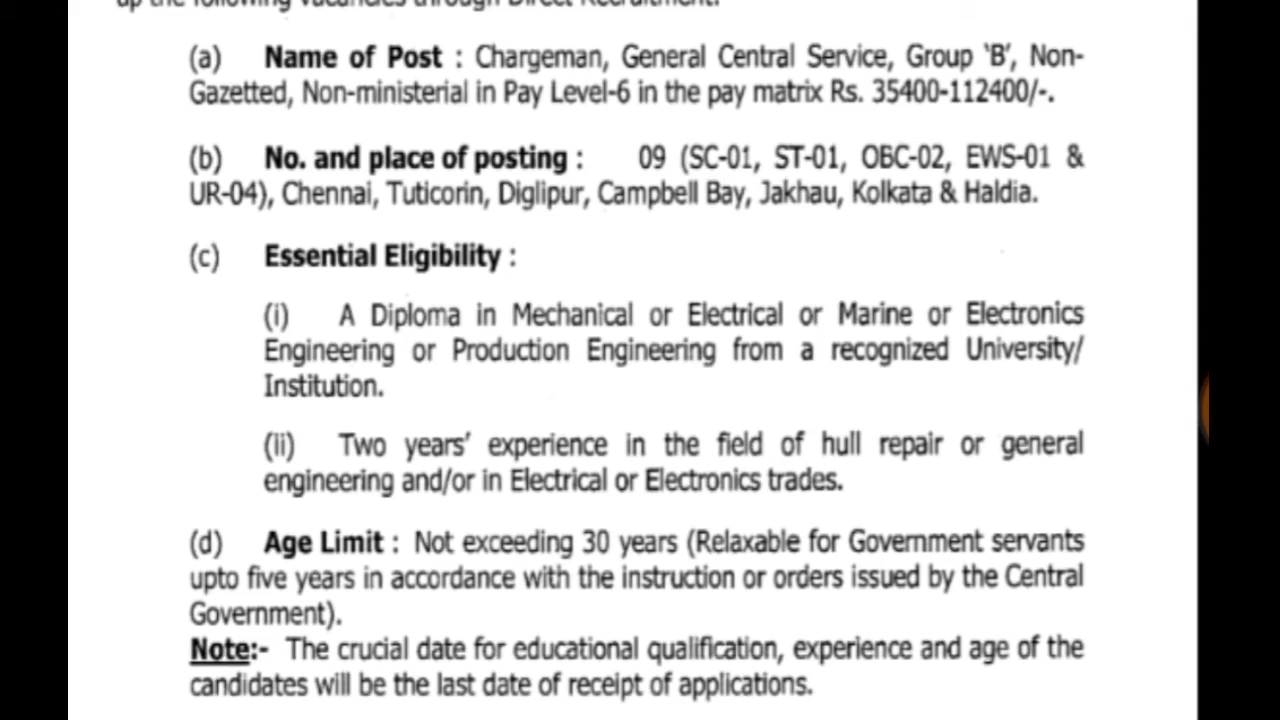 up the following vacancies through Direct Recruitment.
(a) Name of Post : Chargeman, General Central Service, Group 'B', Non-
Gazetted, Non-ministerial in Pay Level-6 in the pay matrix Rs. 35400-112400/-.
(b) No. and place of posting : 09 (SC-01, ST-01, OBC-02, EWS-01 &
UR-04), Chennai, Tuticorin, Diglipur, Campbell Bay, Jakhau, Kolkata & Haldia.
(c) Essential Eligibility :
(i) A Diploma in Mechanical or Electrical or Marine or Electronics
Engineering or Production Engineering from a recognized University/
Institution.
(ii) Two years' experience in the field of hull repair or general
engineering and/or in Electrical or Electronics trades.
(d) Age Limit : Not exceeding 30 years (Relaxable for Government servants
upto five years in accordance with the instruction or orders issued by the Central
Government).
Note:- The crucial date for educational qualification, experience and age of the
candidates will be the last date of receipt of applications.